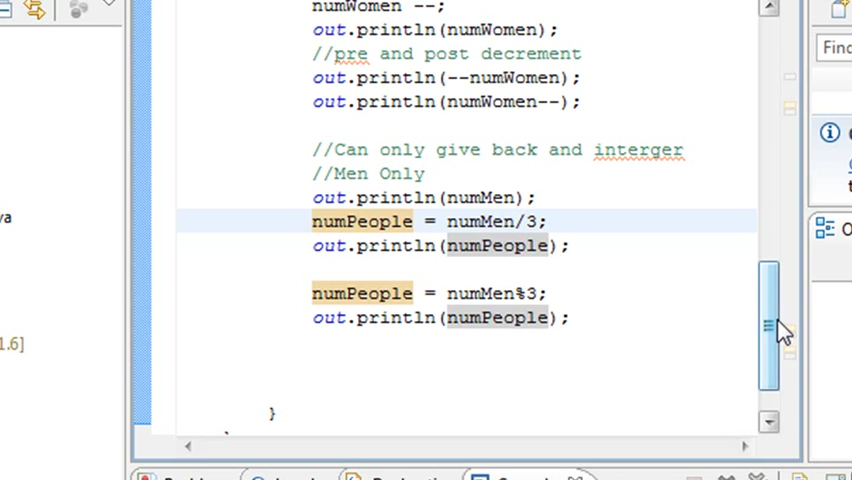 numWomen --;
out.println(numWomen);
//pre and post decrement
out.println(--numWomen);
out.println(numWomen--);
//Can only give back and interger
//Men Only
out.println(numMen);
numPeople = numMen/3;
out.println(numPeople);
numPeople = numMen%3;
out.println(numPeople);
}
va
1.6]
Find